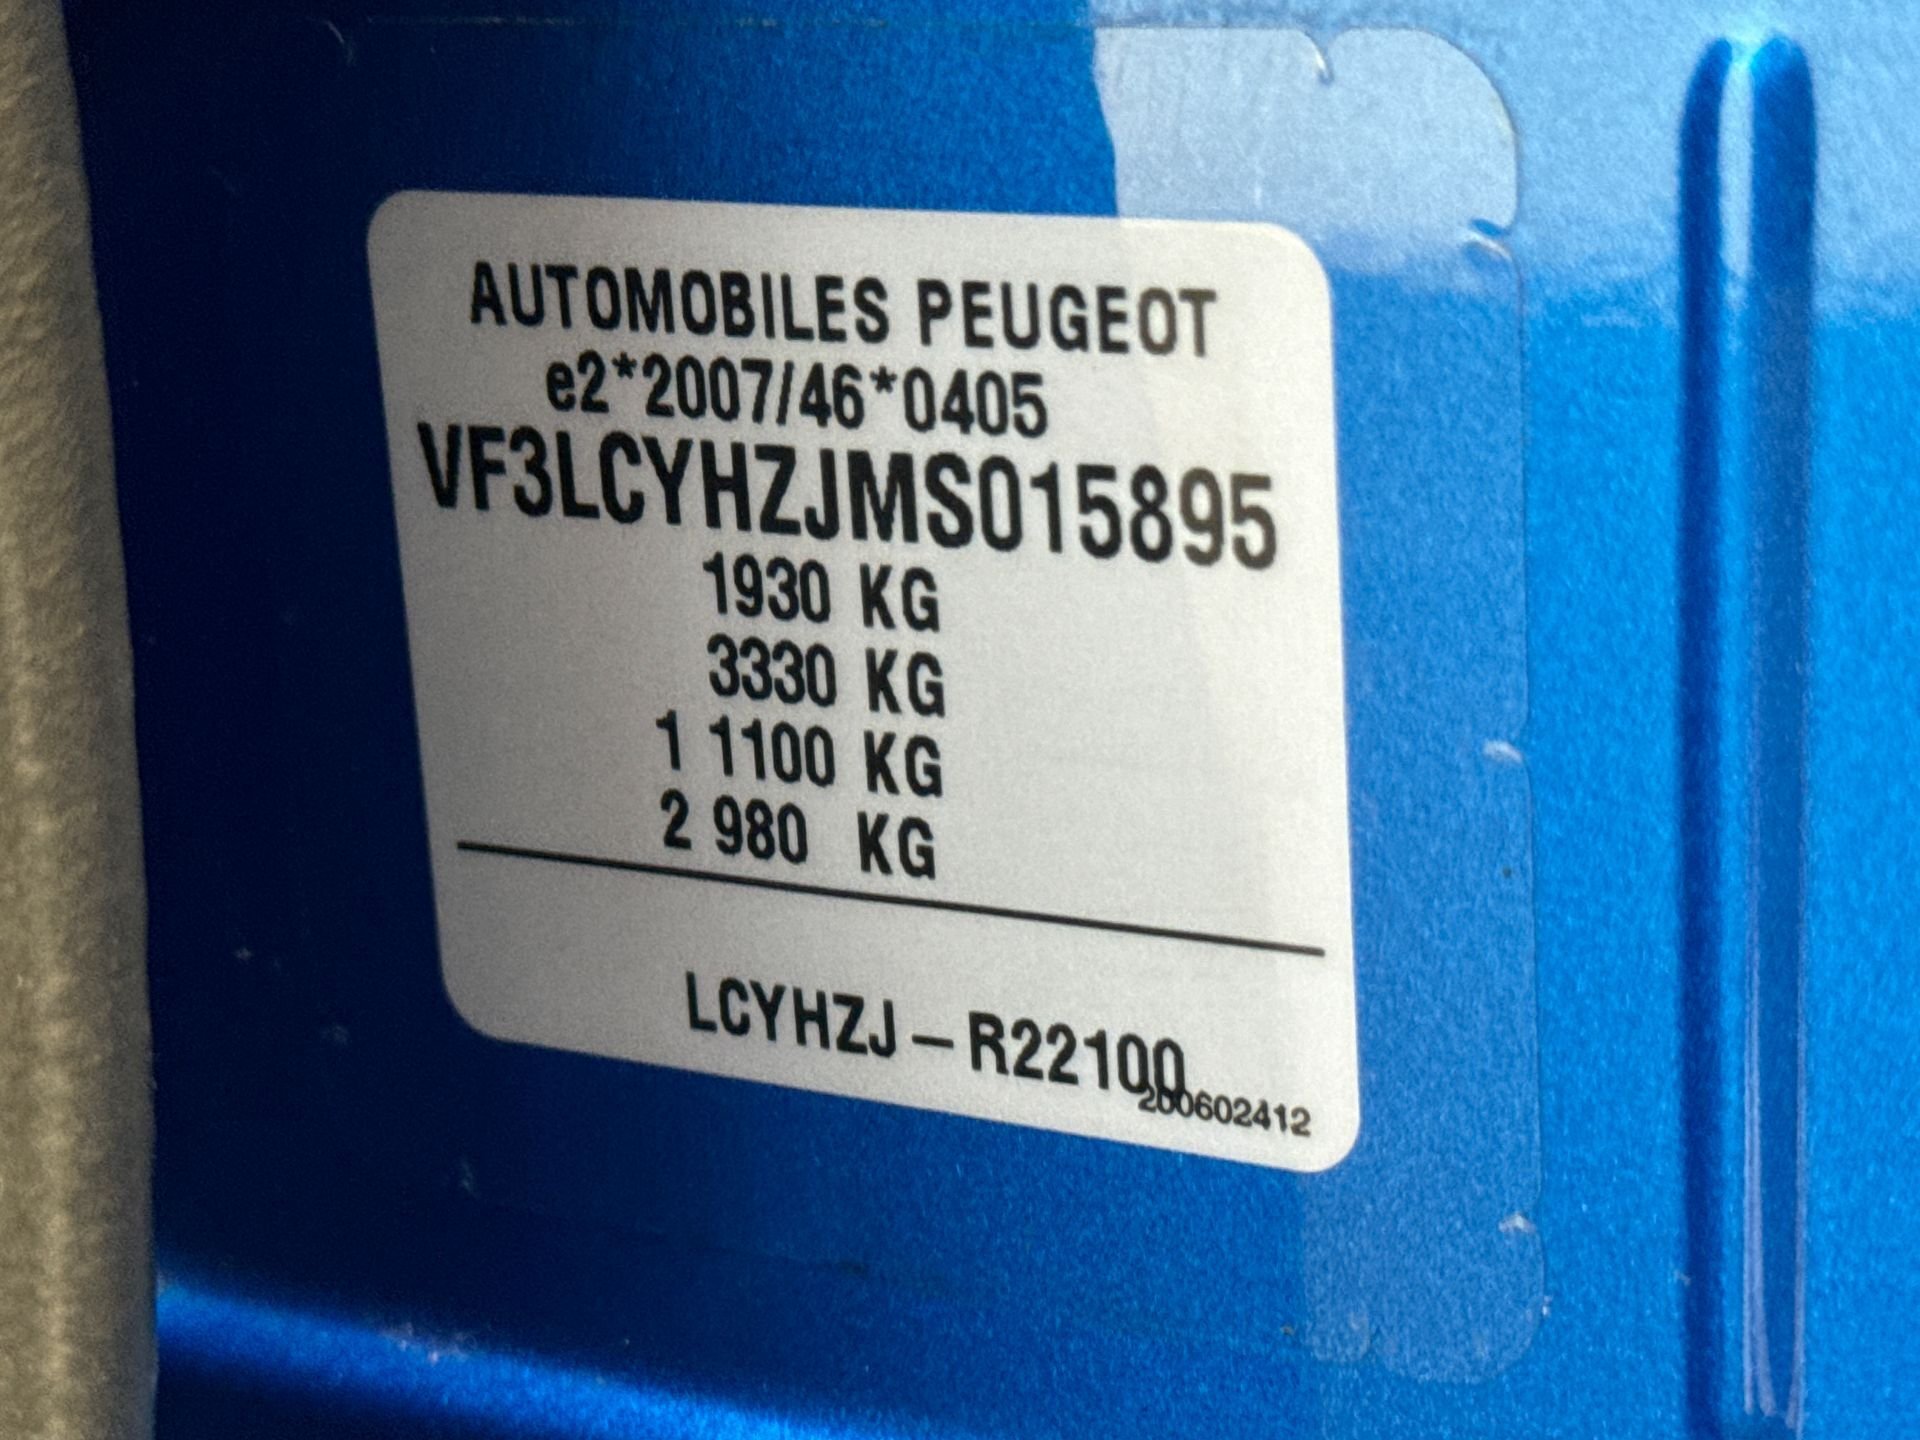 AUTOMOBILES PEUGEOT
e2*2007/46*0405
VF3LCYHZJMS015895
1930 KG
3330 KG
1 1100 KG
2 980 KG
LCYHZJ – R22100
200602412